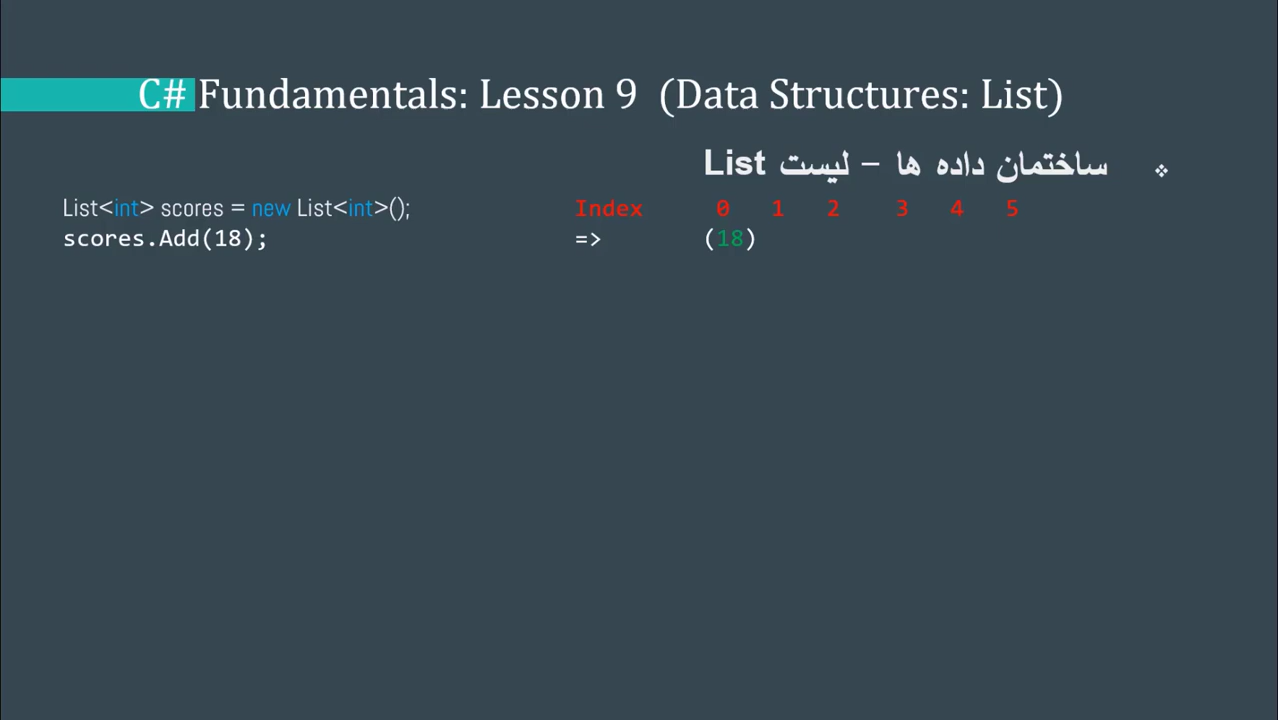 C# Fundamentals: Lesson 9 (Data Structures: List)
❖ ساختمان داده ها – لیست List
List<int> scores = new List<int>(); Index 0 1 2 3 4 5
scores.Add(18); => (18)